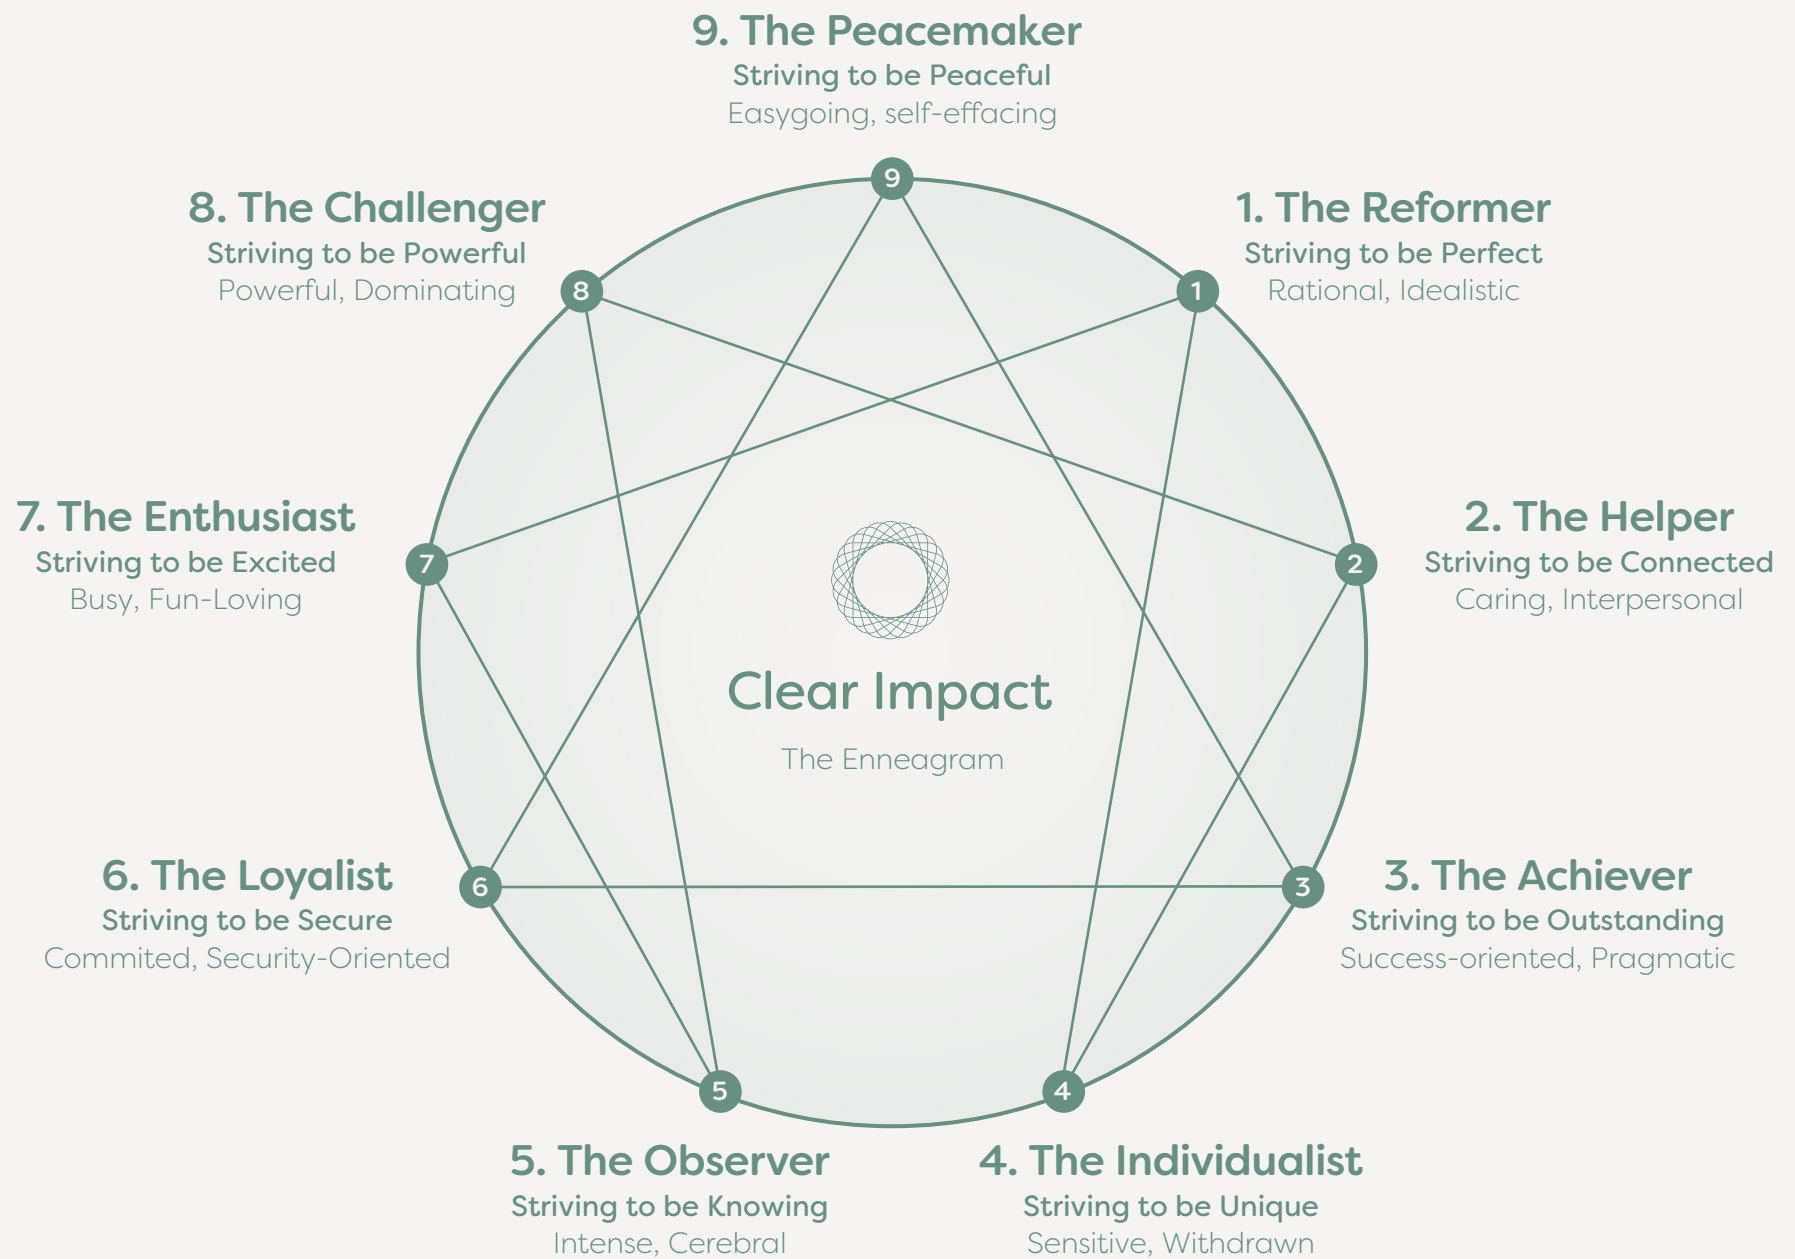 9. The Peacemaker
Striving to be Peaceful
Easygoing, self-effacing
9
8. The Challenger
Striving to be Powerful
Powerful, Dominating
8
1. The Reformer
Striving to be Perfect
Rational, Idealistic
1
7. The Enthusiast
Striving to be Excited
Busy, Fun-Loving
7
2. The Helper
Striving to be Connected
Caring, Interpersonal
2
Clear Impact
The Enneagram
6. The Loyalist
Striving to be Secure
Commited, Security-Oriented
6
3. The Achiever
Striving to be Outstanding
Success-oriented, Pragmatic
3
5
5. The Observer
Striving to be Knowing
Intense, Cerebral
4
4. The Individualist
Striving to be Unique
Sensitive, Withdrawn